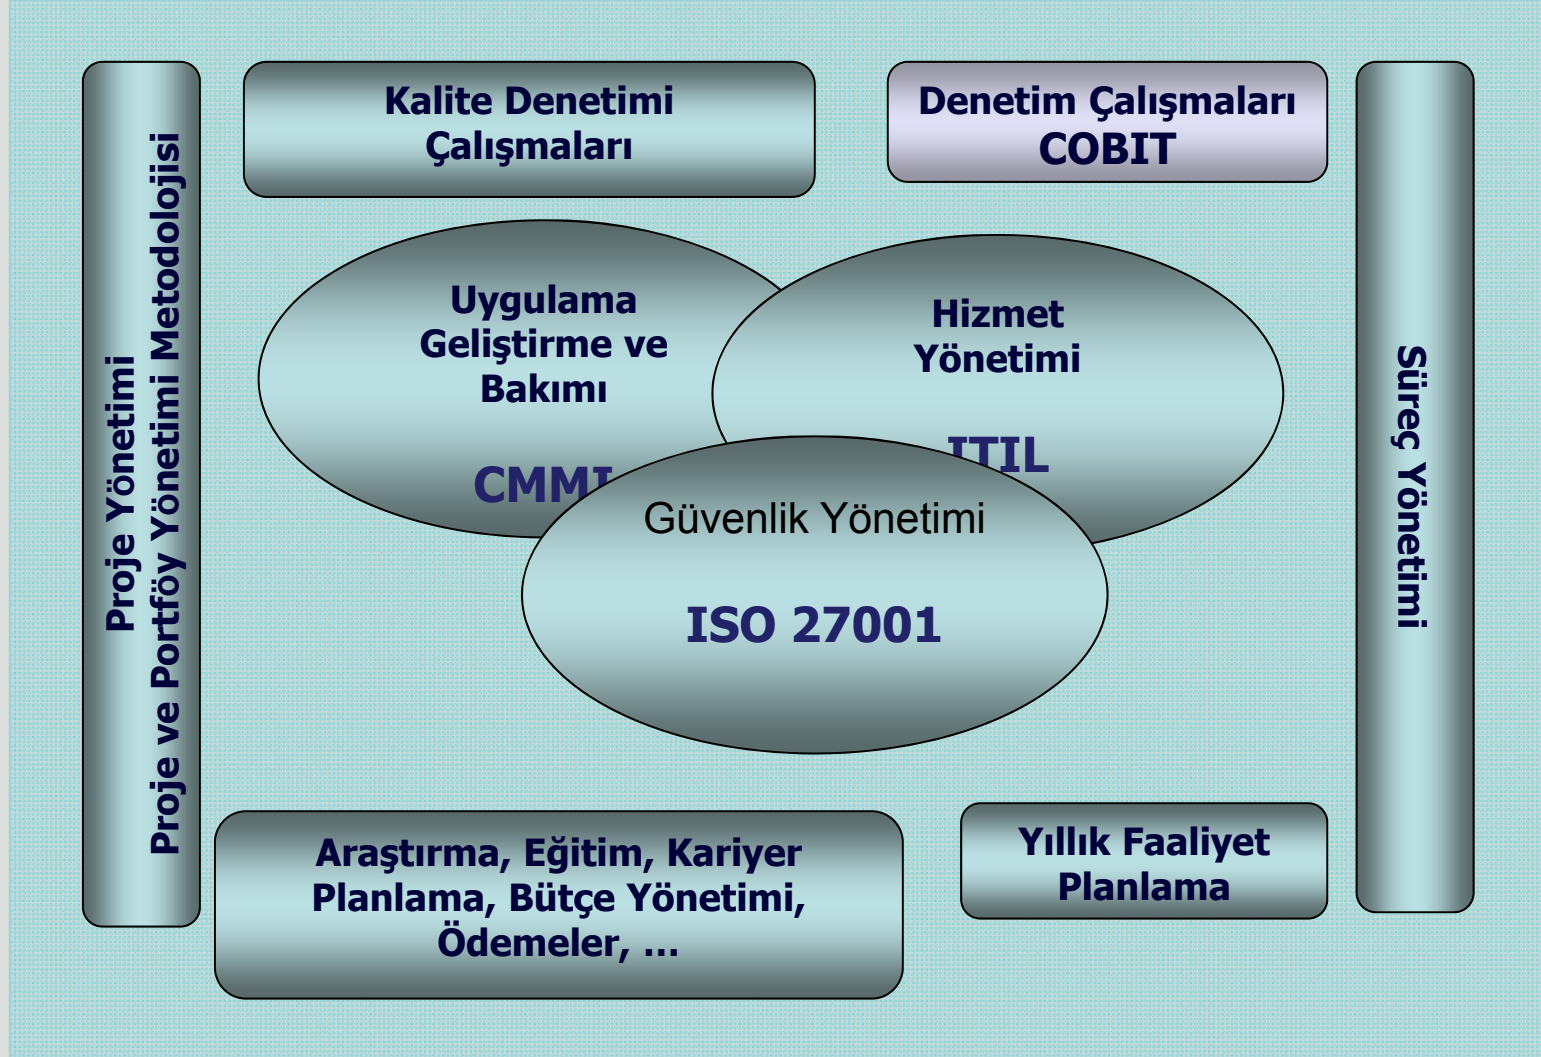 Proje Yönetimi
Proje ve Portföy Yönetimi Metodolojisi
Kalite Denetimi
Çalışmaları
Denetim Çalışmaları
COBIT
Uygulama
Geliştirme ve
Bakımı
CMMI
Hizmet
Yönetimi
ITIL
Güvenlik Yönetimi
ISO 27001
Süreç Yönetimi
Araştırma, Eğitim, Kariyer
Planlama, Bütçe Yönetimi,
Ödemeler, ...
Yıllık Faaliyet
Planlama